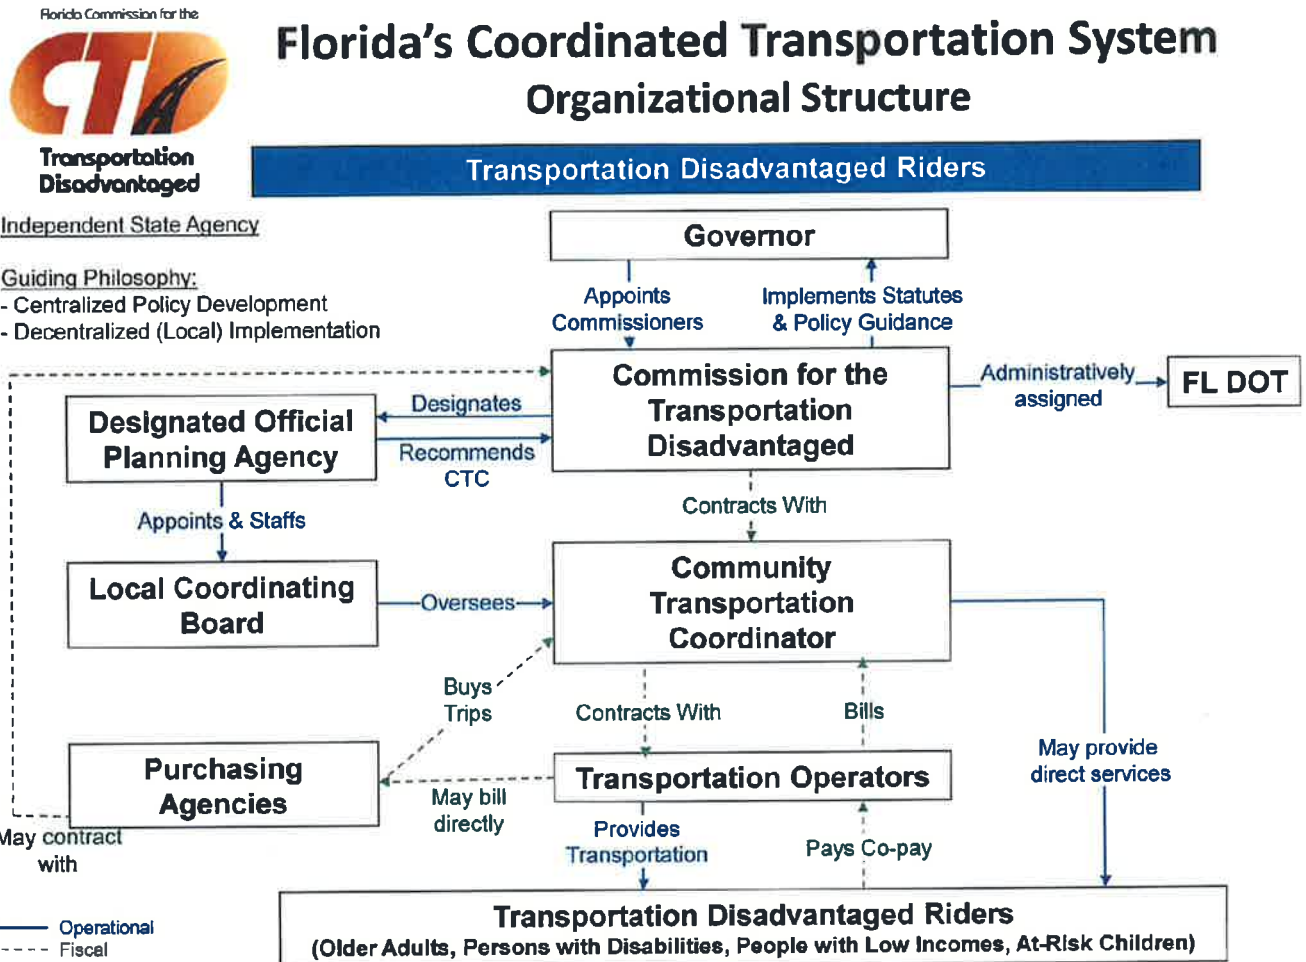 Florida Commission for the
CTD
Transportation
Disadvantaged
Florida's Coordinated Transportation System
Organizational Structure
Transportation Disadvantaged Riders
Independent State Agency
Guiding Philosophy:
- Centralized Policy Development
- Decentralized (Local) Implementation
Governor
Appoints
Commissioners
Implements Statutes
& Policy Guidance
Commission for the
Transportation
Disadvantaged
Administratively
assigned
FL DOT
Designated Official
Planning Agency
Designates
Recommends
CTC
Contracts With
Appoints & Staffs
Local Coordinating
Board
Oversees
Community
Transportation
Coordinator
Buys
Trips
Contracts With
Bills
May provide
direct services
Purchasing
Agencies
May bill
directly
Transportation Operators
May contract
with
Provides
Transportation
Pays Co-pay
Transportation Disadvantaged Riders
(Older Adults, Persons with Disabilities, People with Low Incomes, At-Risk Children)
Operational
Fiscal